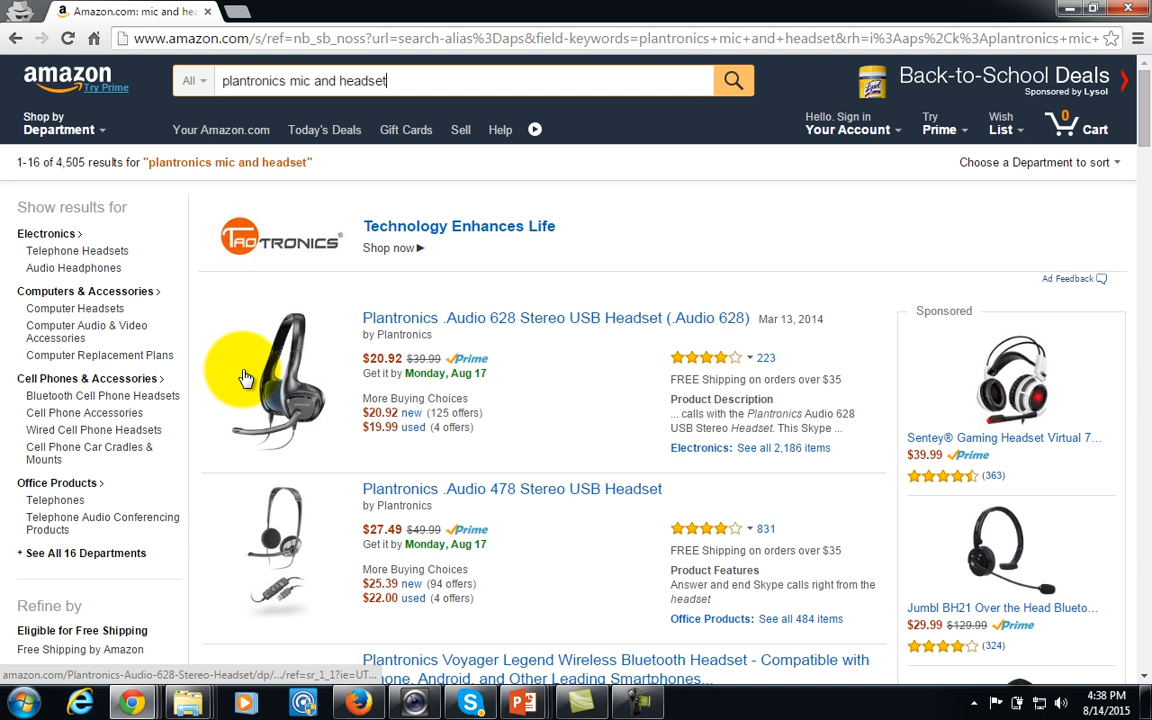 Amazon.com: mic and hea
www.amazon.com/s/ref=nb_sb_noss?url=search-alias%3Daps&field-keywords=plantronics+mic+and+headset&rh=i%3Aaps%2Ck%3Aplantronics+mic+
amazon
Try Prime
All
plantronics mic and headset
Back-to-School Deals
Sponsored by Lysol
Shop by
Department
Your Amazon.com
Today's Deals
Gift Cards
Sell
Help
Hello. Sign in
Your Account
Try
Prime
Wish
List
0
Cart
1-16 of 4,505 results for "plantronics mic and headset"
Choose a Department to sort
Show results for
Electronics
Telephone Headsets
Audio Headphones
Computers & Accessories
Computer Headsets
Computer Audio & Video
Accessories
Computer Replacement Plans
Cell Phones & Accessories
Bluetooth Cell Phone Headsets
Cell Phone Accessories
Wired Cell Phone Headsets
Cell Phone Car Cradles &
Mounts
Office Products
Telephones
Telephone Audio Conferencing
Products
+ See All 16 Departments
Refine by
Eligible for Free Shipping
Free Shipping by Amazon
TAOTRONICS®
Technology Enhances Life
Shop now
Ad Feedback
Plantronics .Audio 628 Stereo USB Headset (.Audio 628) Mar 13, 2014
by Plantronics
$20.92 $39.99 Prime
Get it by Monday, Aug 17
More Buying Choices
$20.92 new (125 offers)
$19.99 used (4 offers)
223
FREE Shipping on orders over $35
Product Description
... calls with the Plantronics Audio 628
USB Stereo Headset. This Skype ...
Electronics: See all 2,186 items
Plantronics .Audio 478 Stereo USB Headset
by Plantronics
$27.49 $49.99 Prime
Get it by Monday, Aug 17
More Buying Choices
$25.39 new (94 offers)
$22.00 used (4 offers)
831
FREE Shipping on orders over $35
Product Features
Answer and end Skype calls right from the
headset
Office Products: See all 484 items
Plantronics Voyager Legend Wireless Bluetooth Headset - Compatible with
one, Android, and Other Leading Smartphones...
Sponsored
Sentey® Gaming Headset Virtual 7...
$39.99 Prime
(363)
Jumbl BH21 Over the Head Blueto...
$29.99 $129.99 Prime
(324)
amazon.com/Plantronics-Audio-628-Stereo-Headset/dp/.../ref=sr_1_1?ie=UT...
4:38 PM
8/14/2015